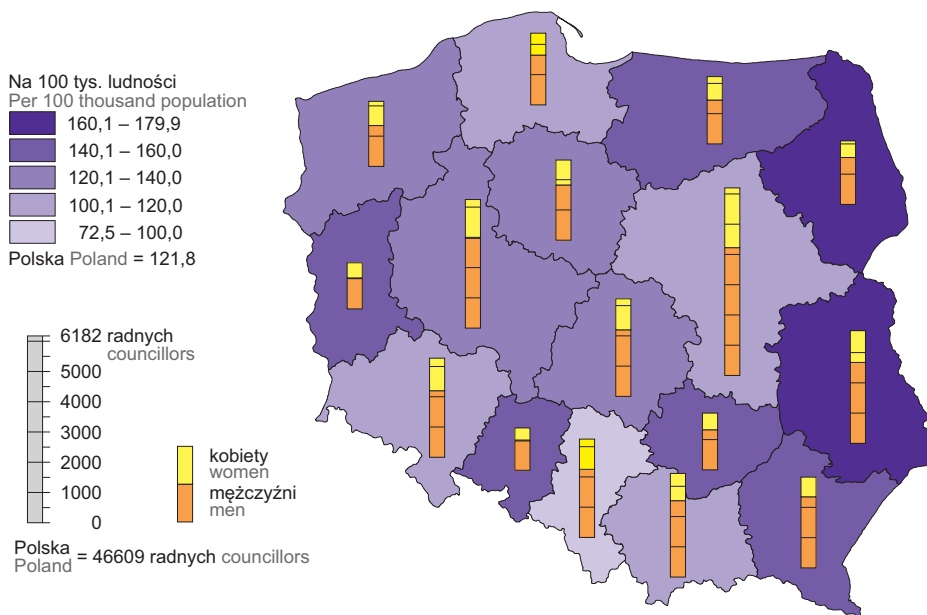 Na 100 tys. ludności
Per 100 thousand population
160,1 – 179,9
140,1 – 160,0
120,1 – 140,0
100,1 – 120,0
72,5 – 100,0
Polska Poland = 121,8
6182 radnych
councillors
5000
4000
3000
2000
1000
0
kobiety
women
mężczyźni
men
Polska
Poland = 46609 radnych councillors